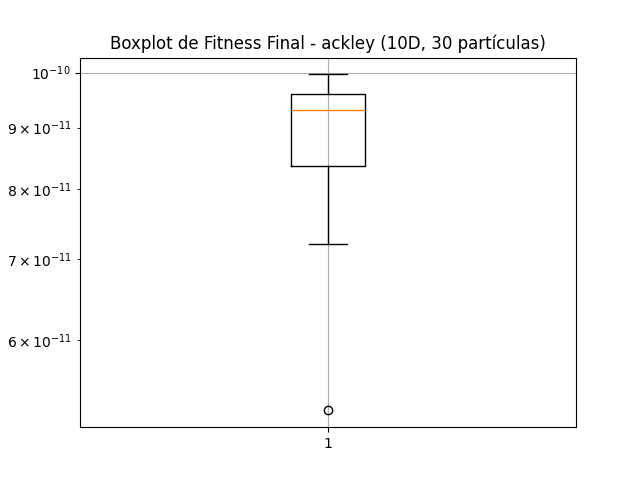 Boxplot de Fitness Final - ackley (10D, 30 partículas)
10⁻¹⁰
9 × 10⁻¹¹
8 × 10⁻¹¹
7 × 10⁻¹¹
6 × 10⁻¹¹
1